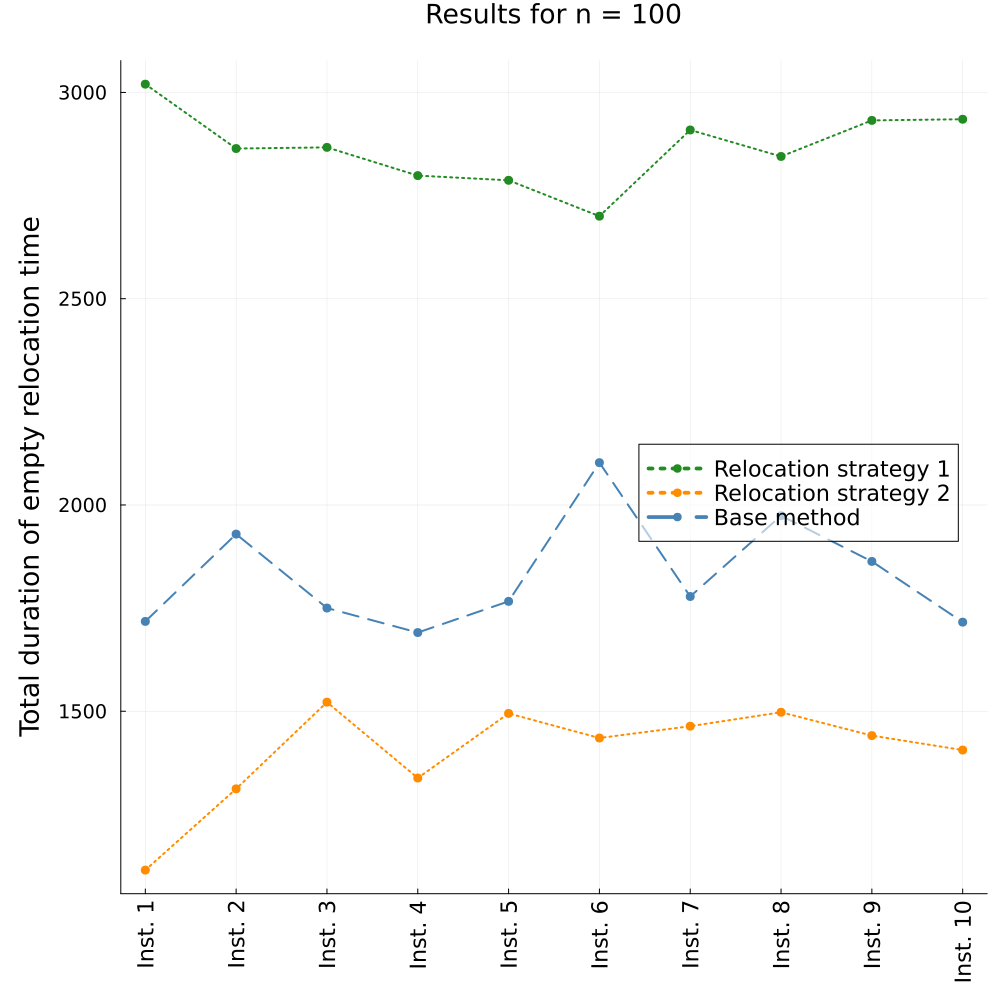 Results for n = 100
Total duration of empty relocation time
3000
2500
2000
1500
Relocation strategy 1
Relocation strategy 2
Base method
Inst. 1
Inst. 2
Inst. 3
Inst. 4
Inst. 5
Inst. 6
Inst. 7
Inst. 8
Inst. 9
Inst. 10